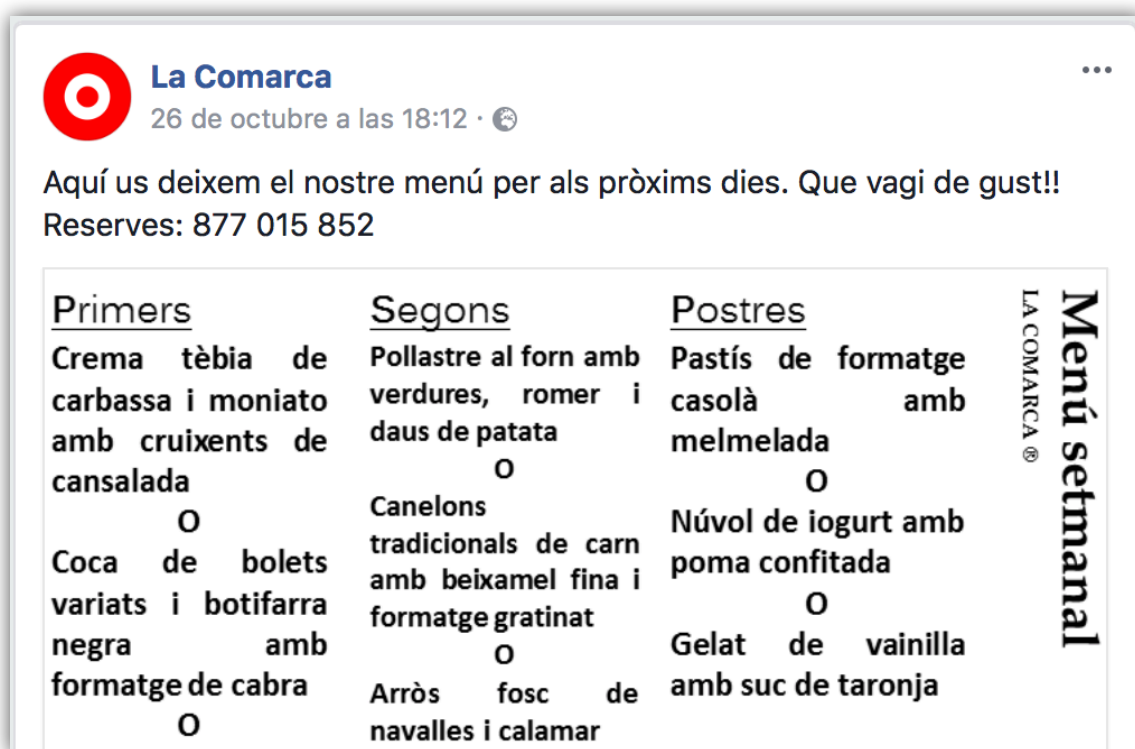 La Comarca
26 de octubre a las 18:12 ·
Aquí us deixem el nostre menú per als pròxims dies. Que vagi de gust!!
Reserves: 877 015 852
Primers
Crema tèbia de
carbassa i moniato
amb cruixents de
cansalada
O
Coca de bolets
variats i botifarra
negra amb
formatge de cabra
O
Segons
Pollastre al forn amb
verdures, romer i
daus de patata
O
Canelons
tradicionals de carn
amb beixamel fina i
formatge gratinat
O
Arròs fosc de
navalles i calamar
Postres
Pastís de formatge
casolà amb
melmelada
O
Núvol de iogurt amb
poma confitada
O
Gelat de vainilla
amb suc de taronja
Menú setmanal
LA COMARCA ®